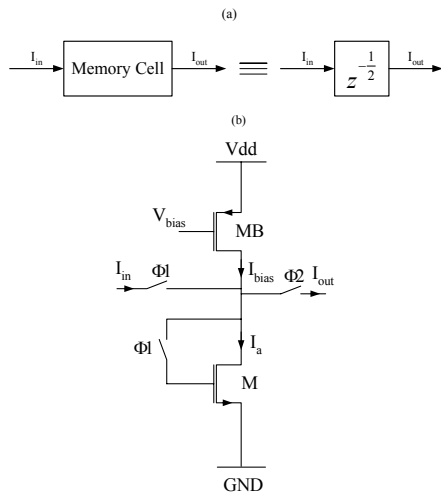 (a)
I_in Memory Cell I_out ≡ I_in z^{-1/2} I_out
(b)
Vdd
V_bias MB
I_in Φ1 I_bias Φ2 I_out
Φ1 I_a
M
GND